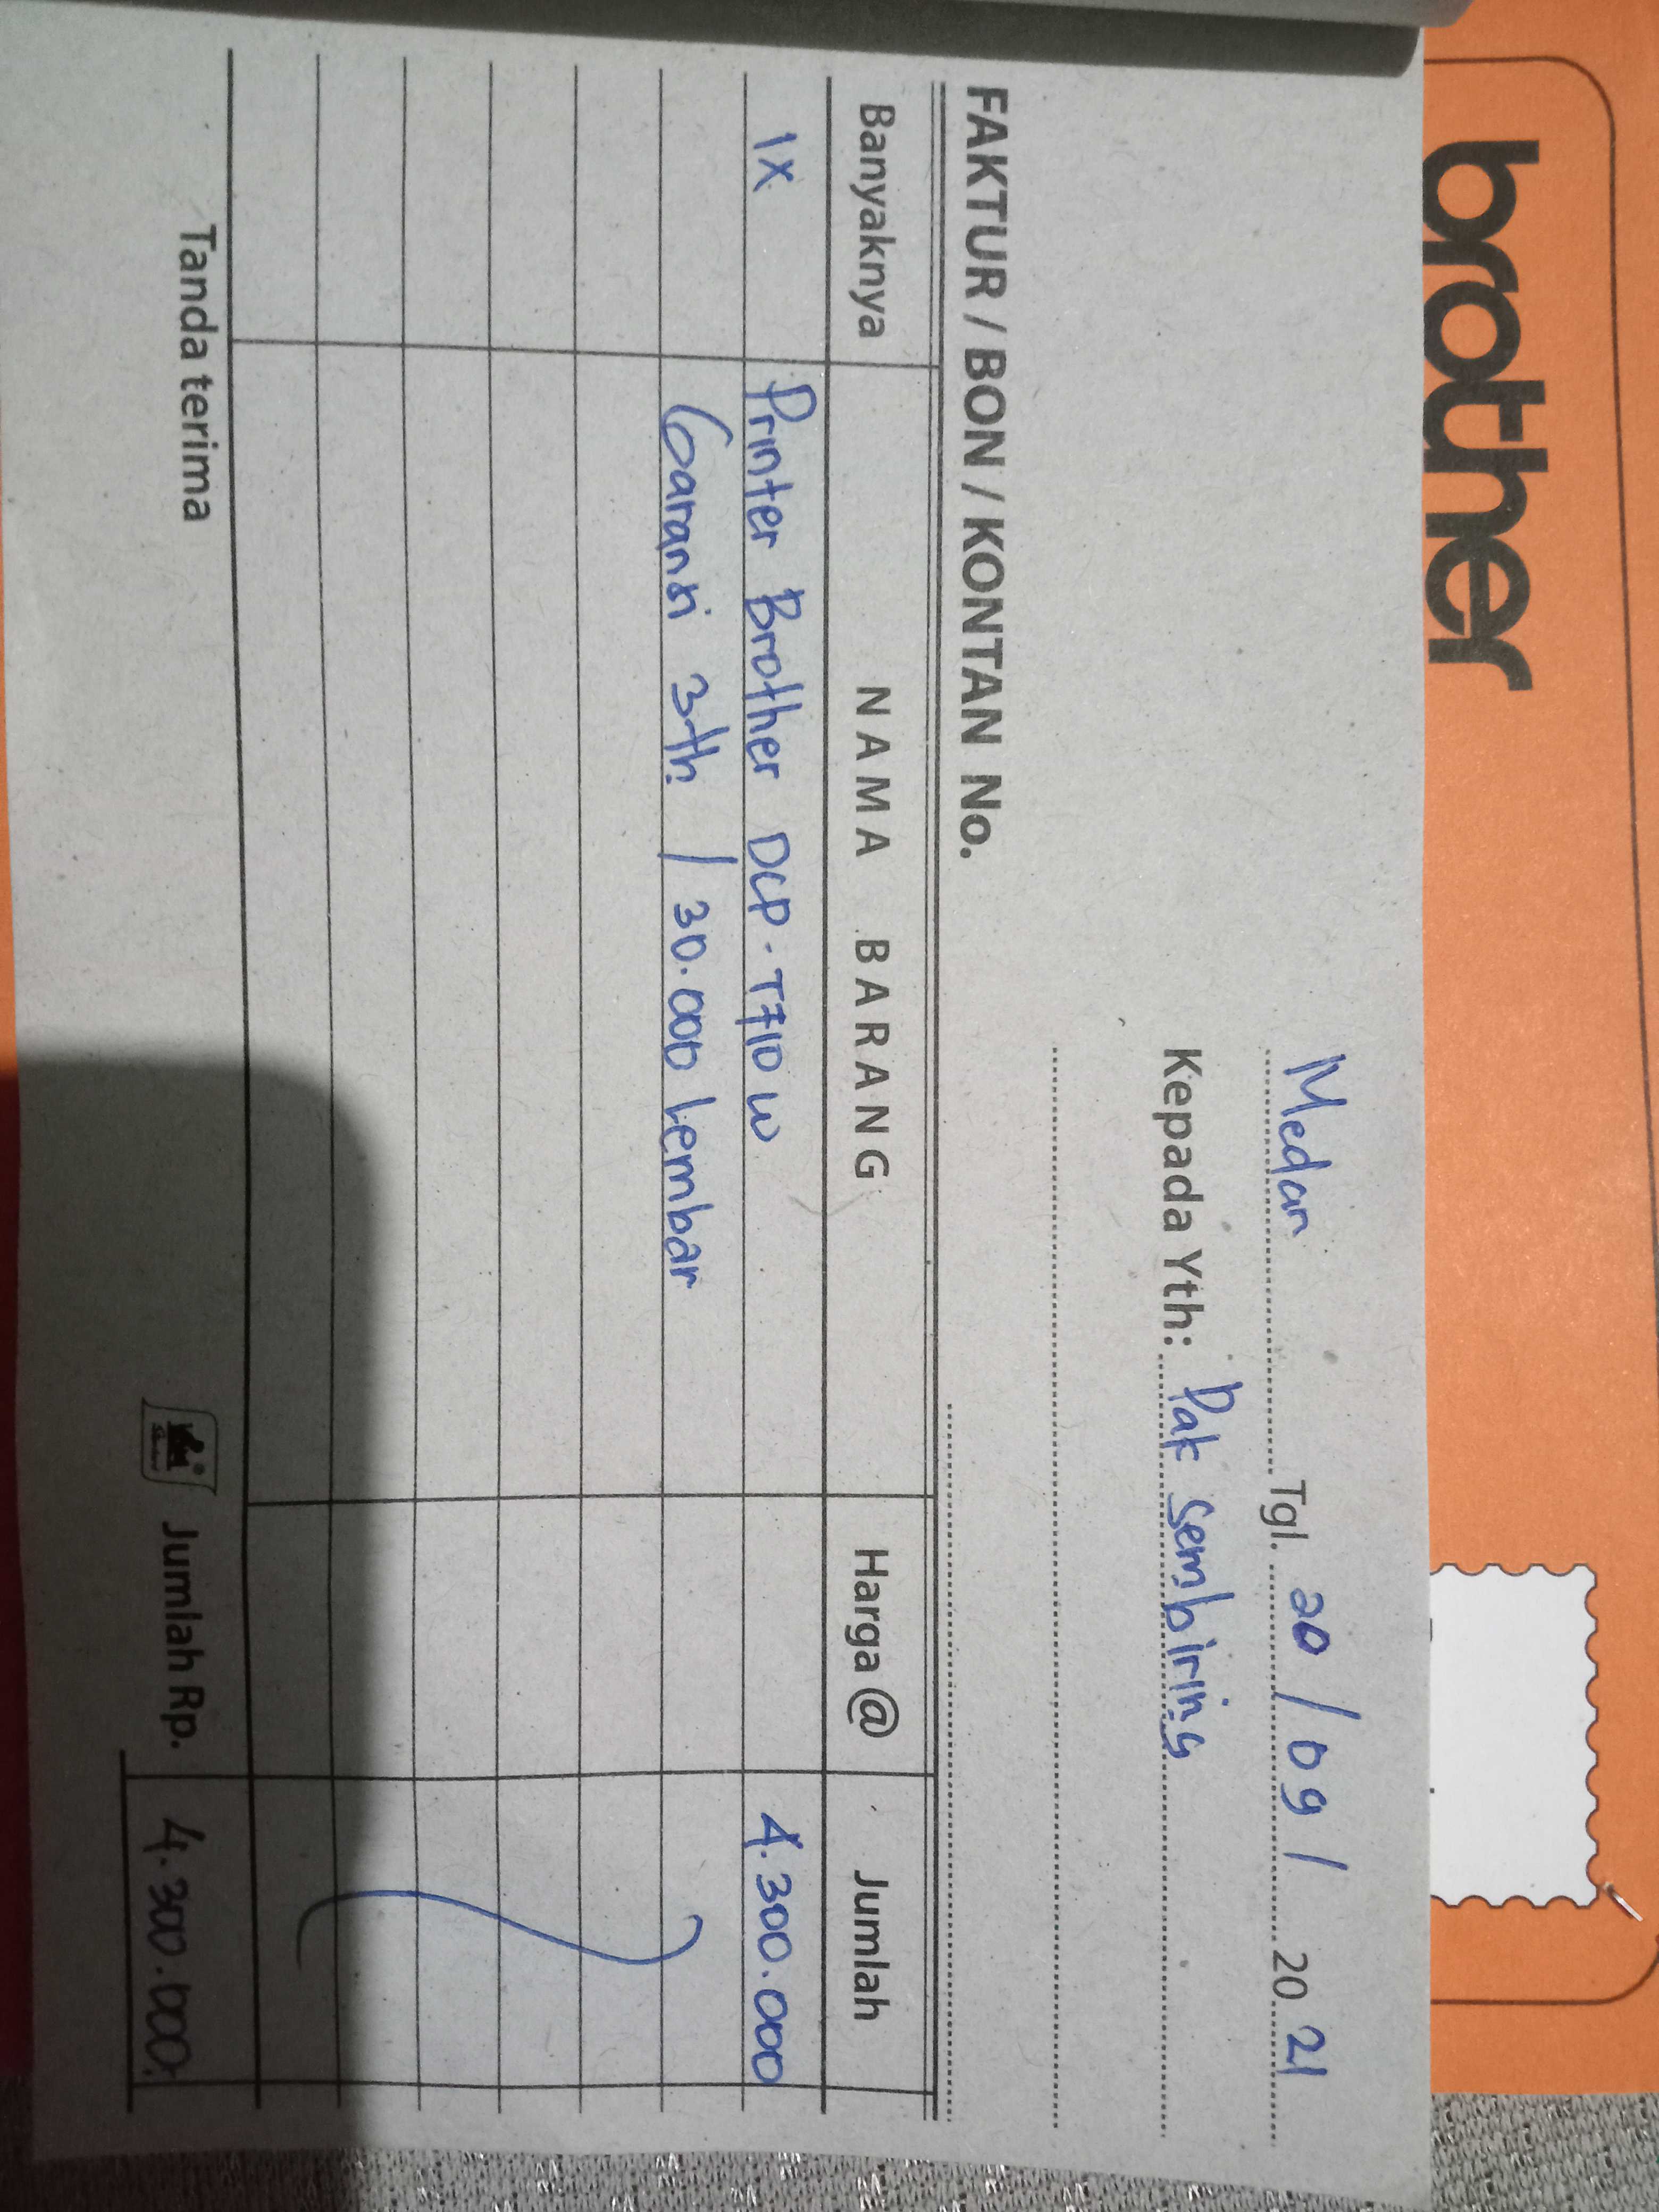 brother
Medan Tgl. 20 / 09 / 20 21
Kepada Yth: Pak Sembiring
FAKTUR / BON / KONTAN No.
Banyaknya NAMA BARANG Harga @ Jumlah
1X Printer Brother DCP-T710W 4.300.000
Garansi 3th / 30.000 Lembar
Tanda terima Jumlah Rp. 4.300.000